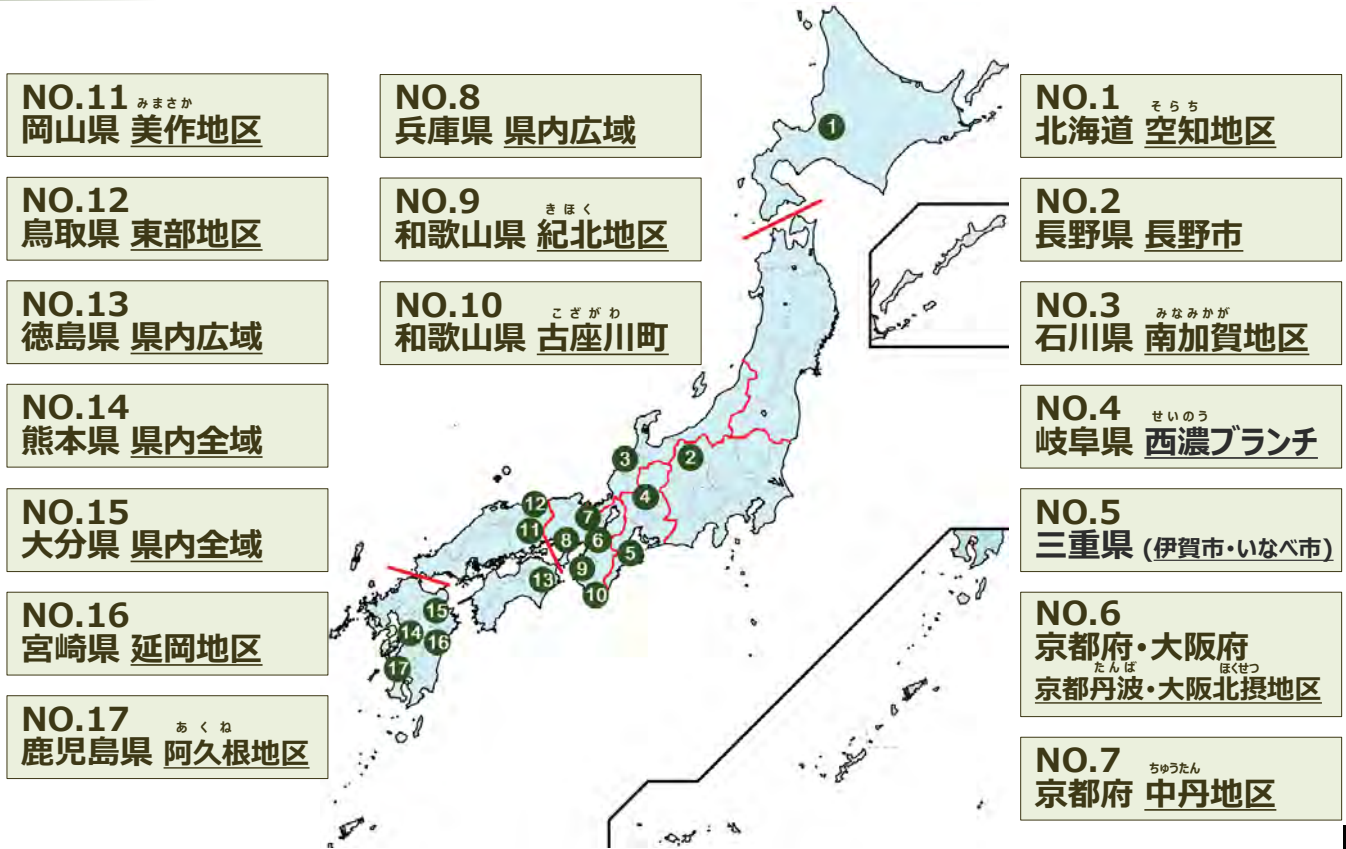 NO.11 みまさか
岡山県 美作地区
NO.12
鳥取県 東部地区
NO.13
徳島県 県内広域
NO.14
熊本県 県内全域
NO.15
大分県 県内全域
NO.16
宮崎県 延岡地区
NO.17 あくね
鹿児島県 阿久根地区
NO.8
兵庫県 県内広域
NO.9 きほく
和歌山県 紀北地区
NO.10 こざがわ
和歌山県 古座川町
1
2
3
4
12
7
11
8
6
5
9
13
10
15
14
16
17
NO.1 そらち
北海道 空知地区
NO.2
長野県 長野市
NO.3 みなみかが
石川県 南加賀地区
NO.4 せいのう
岐阜県 西濃ブランチ
NO.5
三重県 (伊賀市・いなべ市)
NO.6
京都府・大阪府
たんば ほくせつ
京都丹波・大阪北摂地区
NO.7 ちゅうたん
京都府 中丹地区